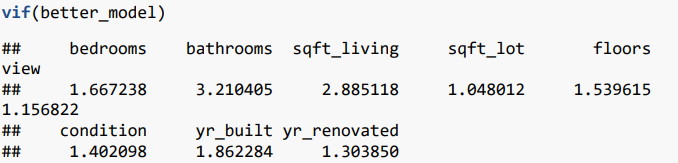 vif(better_model)
##     bedrooms    bathrooms  sqft_living     sqft_lot       floors
view
##     1.667238     3.210405     2.885118     1.048012     1.539615
1.156822
##    condition     yr_built yr_renovated
##     1.402098     1.862284     1.303850